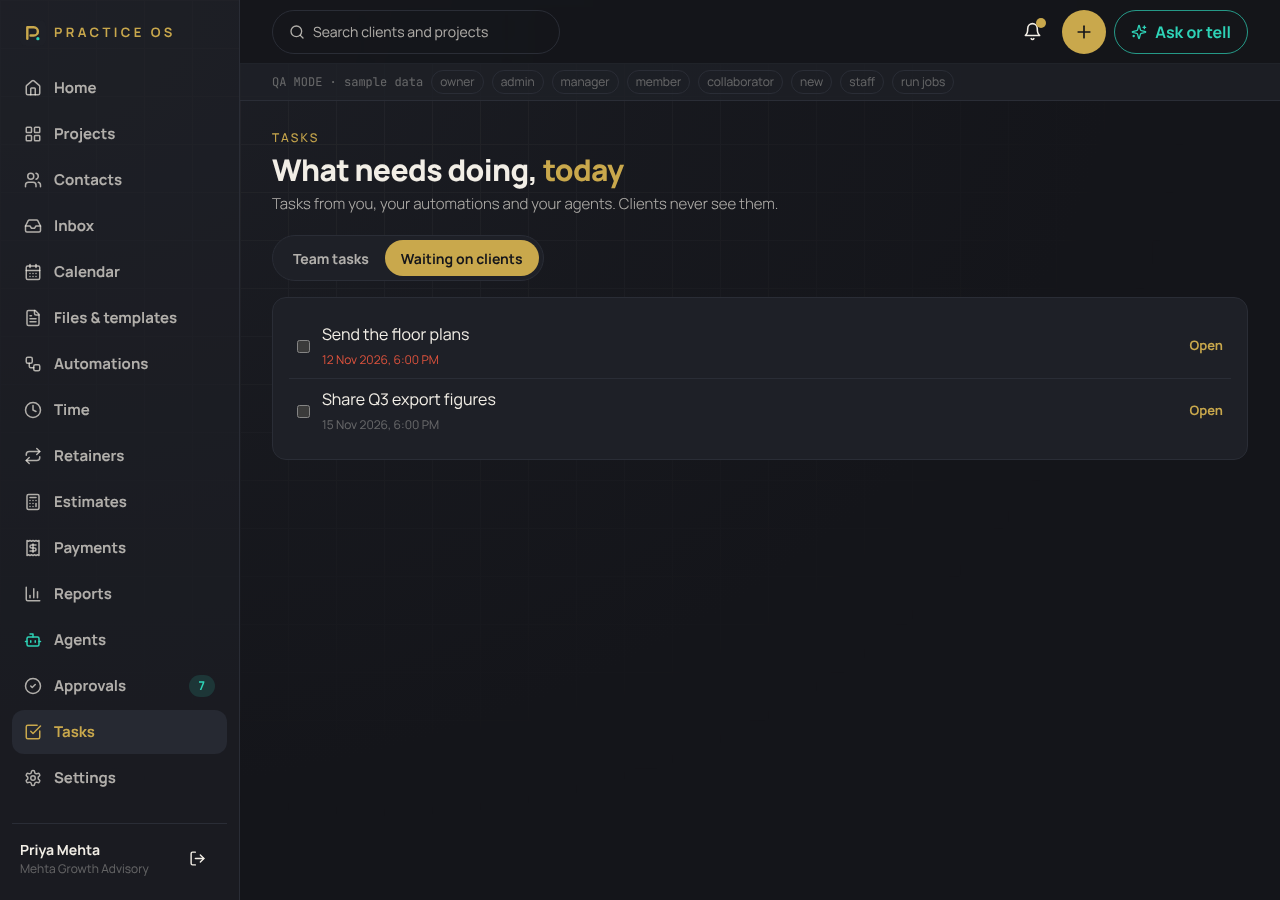 PRACTICE OS
Search clients and projects
Ask or tell
QA MODE · sample data owner admin manager member collaborator new staff run jobs
Home
Projects
Contacts
Inbox
Calendar
Files & templates
Automations
Time
Retainers
Estimates
Payments
Reports
Agents
Approvals 7
Tasks
Settings
Priya Mehta
Mehta Growth Advisory
TASKS
What needs doing, today
Tasks from you, your automations and your agents. Clients never see them.
Team tasks Waiting on clients
Send the floor plans
12 Nov 2026, 6:00 PM
Open
Share Q3 export figures
15 Nov 2026, 6:00 PM
Open